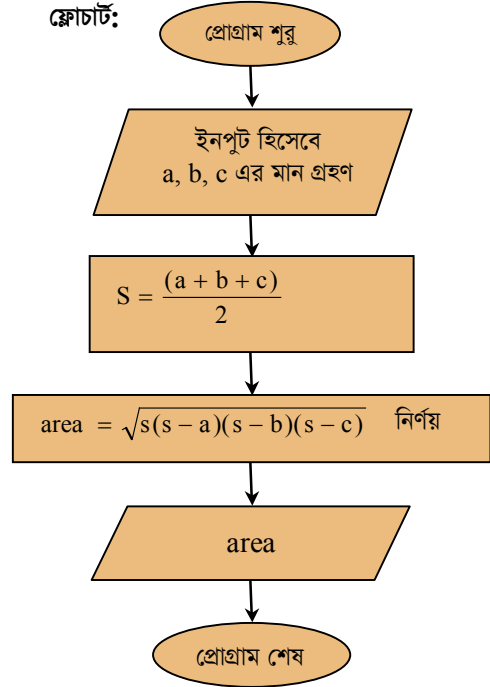 ফ্লোচার্ট:
প্রোগ্রাম শুরু
ইনপুট হিসেবে
a, b, c এর মান গ্রহণ
S = (a + b + c) / 2
area = √s(s − a)(s − b)(s − c) নির্ণয়
area
প্রোগ্রাম শেষ